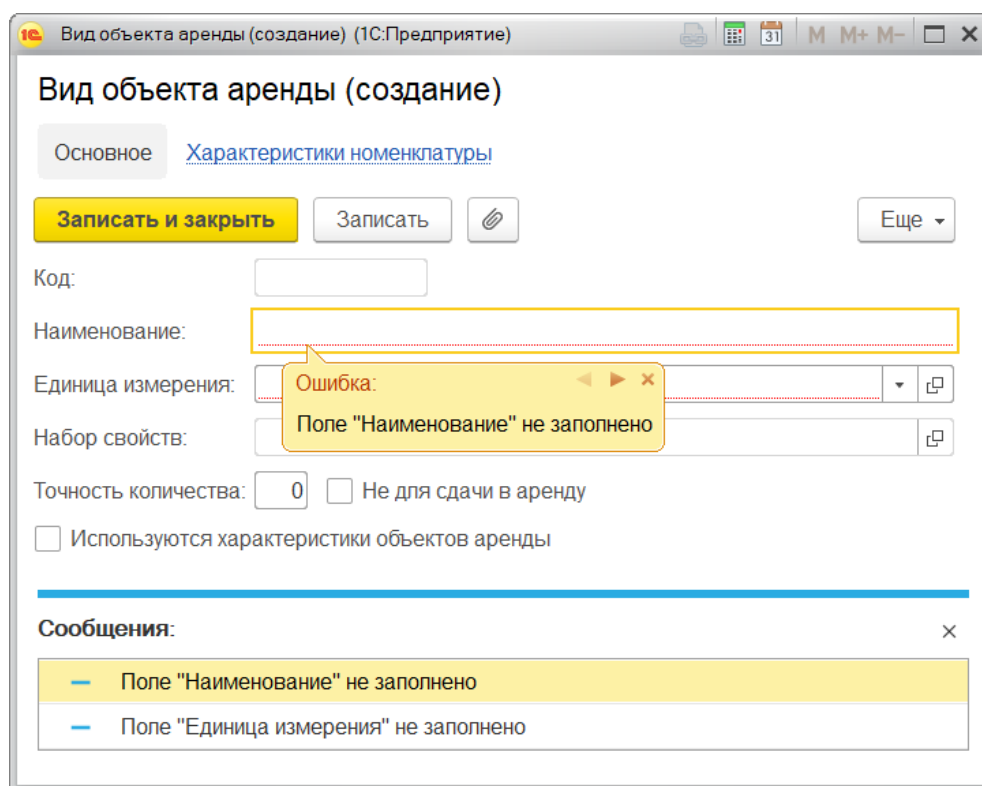 1С Вид объекта аренды (создание) (1С:Предприятие) 31 M M+ M-
Вид объекта аренды (создание)
Основное Характеристики номенклатуры
Записать и закрыть Записать Еще
Код:
Наименование:
Единица измерения:
Ошибка:
Поле "Наименование" не заполнено
Набор свойств:
Точность количества: 0 Не для сдачи в аренду
Используются характеристики объектов аренды
Сообщения:
Поле "Наименование" не заполнено
Поле "Единица измерения" не заполнено